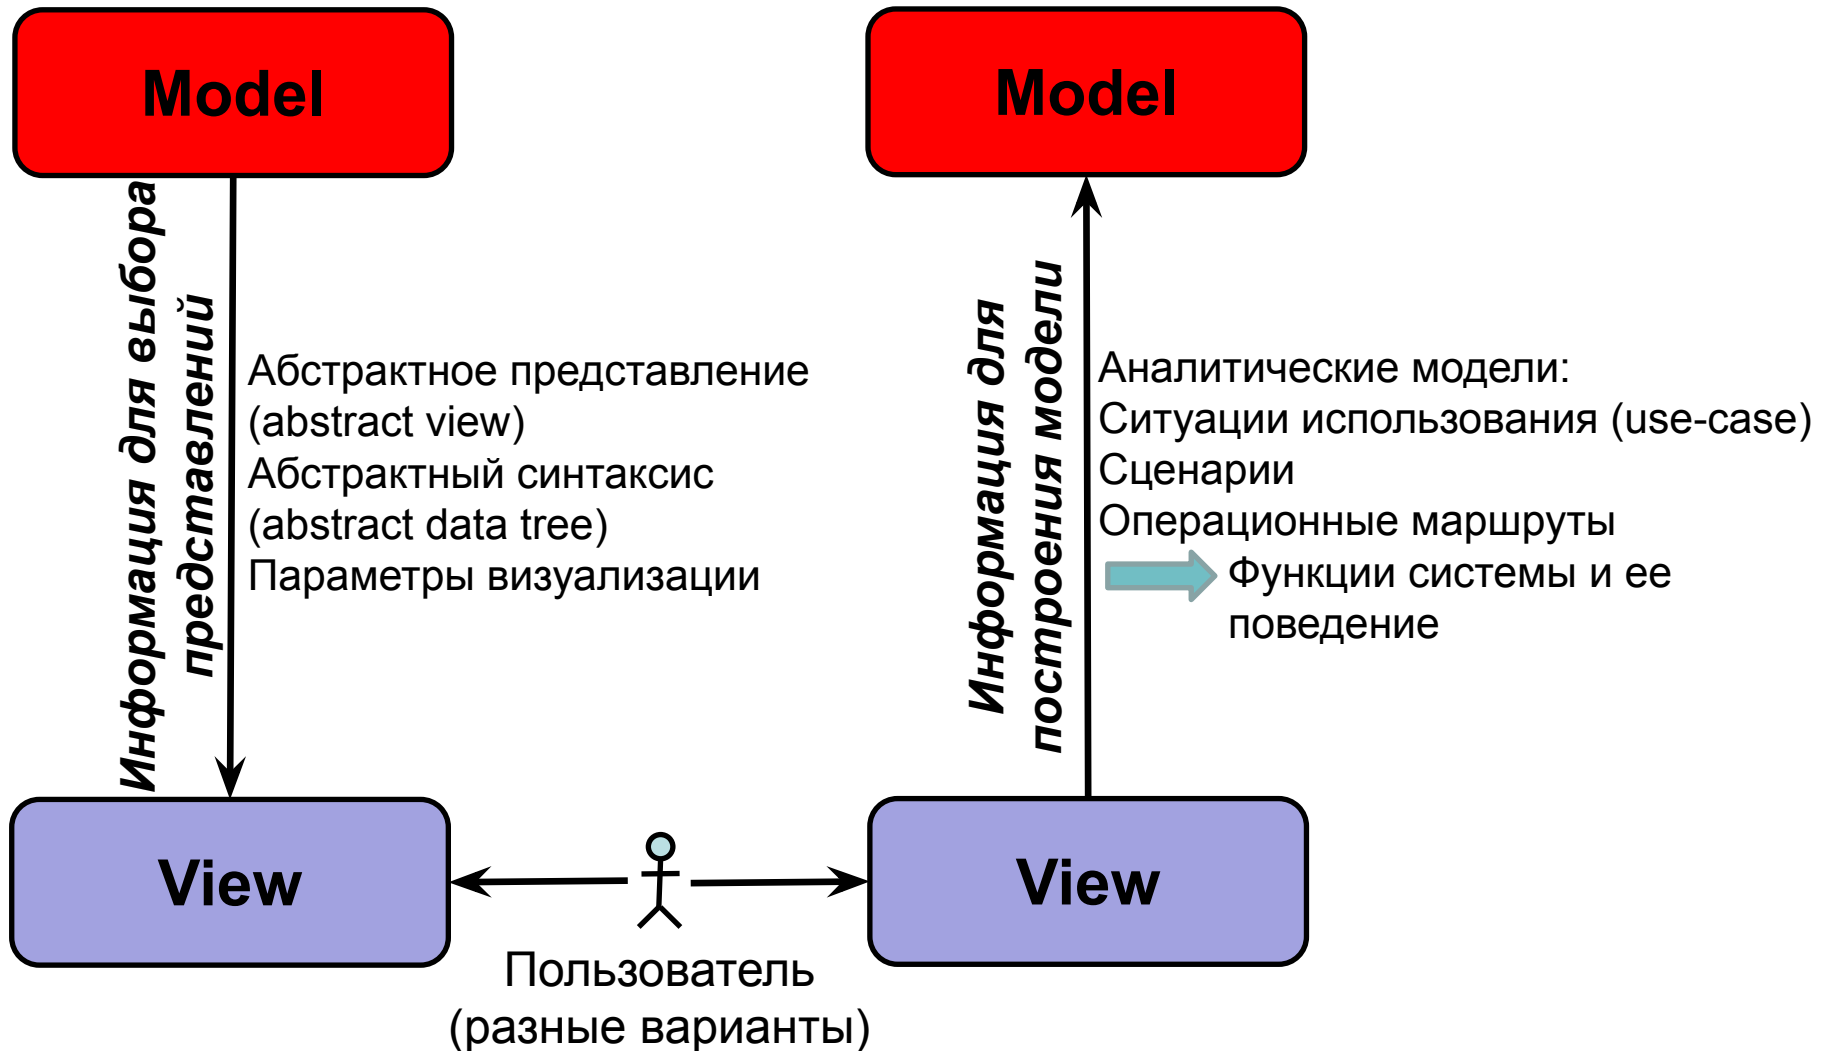 Model
Model
Информация для выбора
представлений
Абстрактное представление
(abstract view)
Абстрактный синтаксис
(abstract data tree)
Параметры визуализации
Информация для
построения модели
Аналитические модели:
Ситуации использования (use-case)
Сценарии
Операционные маршруты
Функции системы и ее
поведение
View
View
Пользователь
(разные варианты)